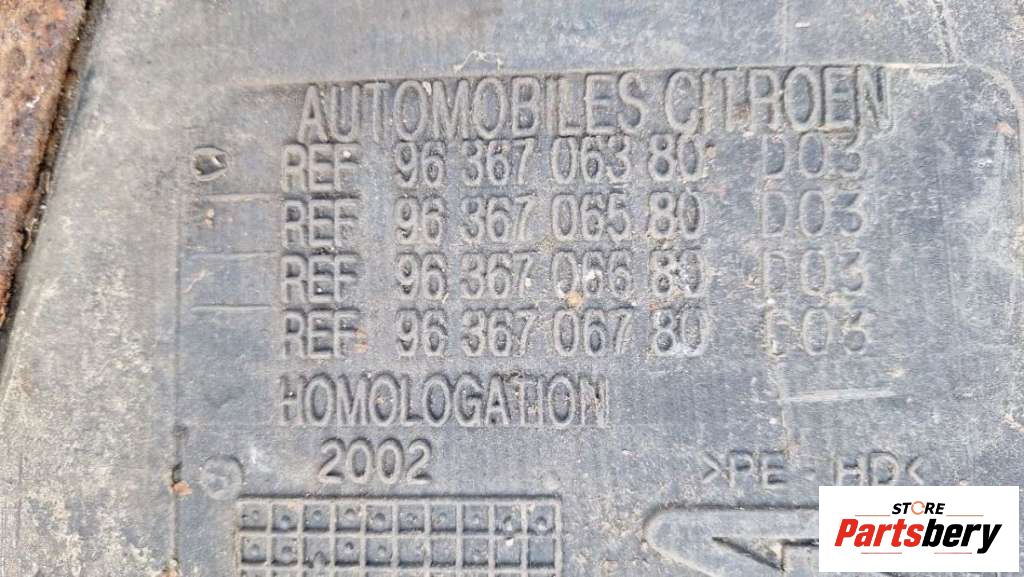 AUTOMOBILES CITROEN
REF 96 367 063 80 D03
REF 96 367 065 80 D03
REF 96 367 066 80 D03
REF 96 367 067 80 D03
HOMOLOGATION
2002
>PE-HD<
STORE
Partsbery